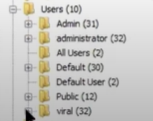 Users (10)
Admin (31)
administrator (32)
All Users (2)
Default (30)
Default User (2)
Public (12)
viral (32)